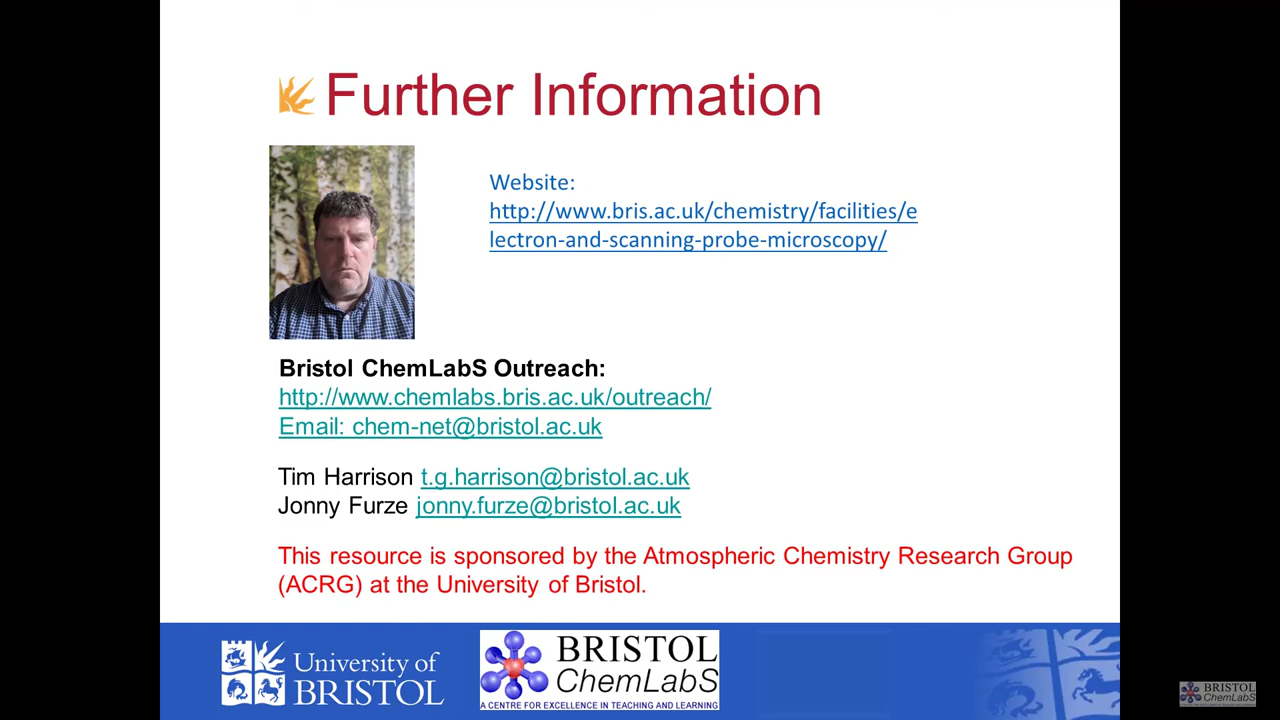 Further Information
Website:
http://www.bris.ac.uk/chemistry/facilities/e
lectron-and-scanning-probe-microscopy/
Bristol ChemLabS Outreach:
http://www.chemlabs.bris.ac.uk/outreach/
Email: chem-net@bristol.ac.uk
Tim Harrison t.g.harrison@bristol.ac.uk
Jonny Furze jonny.furze@bristol.ac.uk
This resource is sponsored by the Atmospheric Chemistry Research Group
(ACRG) at the University of Bristol.
University of
BRISTOL
BRISTOL
ChemLabS
A CENTRE FOR EXCELLENCE IN TEACHING AND LEARNING
BRISTOL
ChemLabS